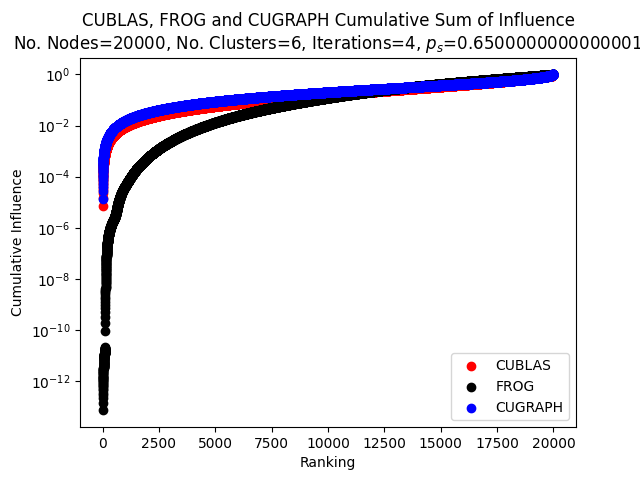 CUBLAS, FROG and CUGRAPH Cumulative Sum of Influence
No. Nodes=20000, No. Clusters=6, Iterations=4, $p_s$=0.6500000000000001
Cumulative Influence
$10^{0}$
$10^{-2}$
$10^{-4}$
$10^{-6}$
$10^{-8}$
$10^{-10}$
$10^{-12}$
CUBLAS
FROG
CUGRAPH
0 2500 5000 7500 10000 12500 15000 17500 20000
Ranking